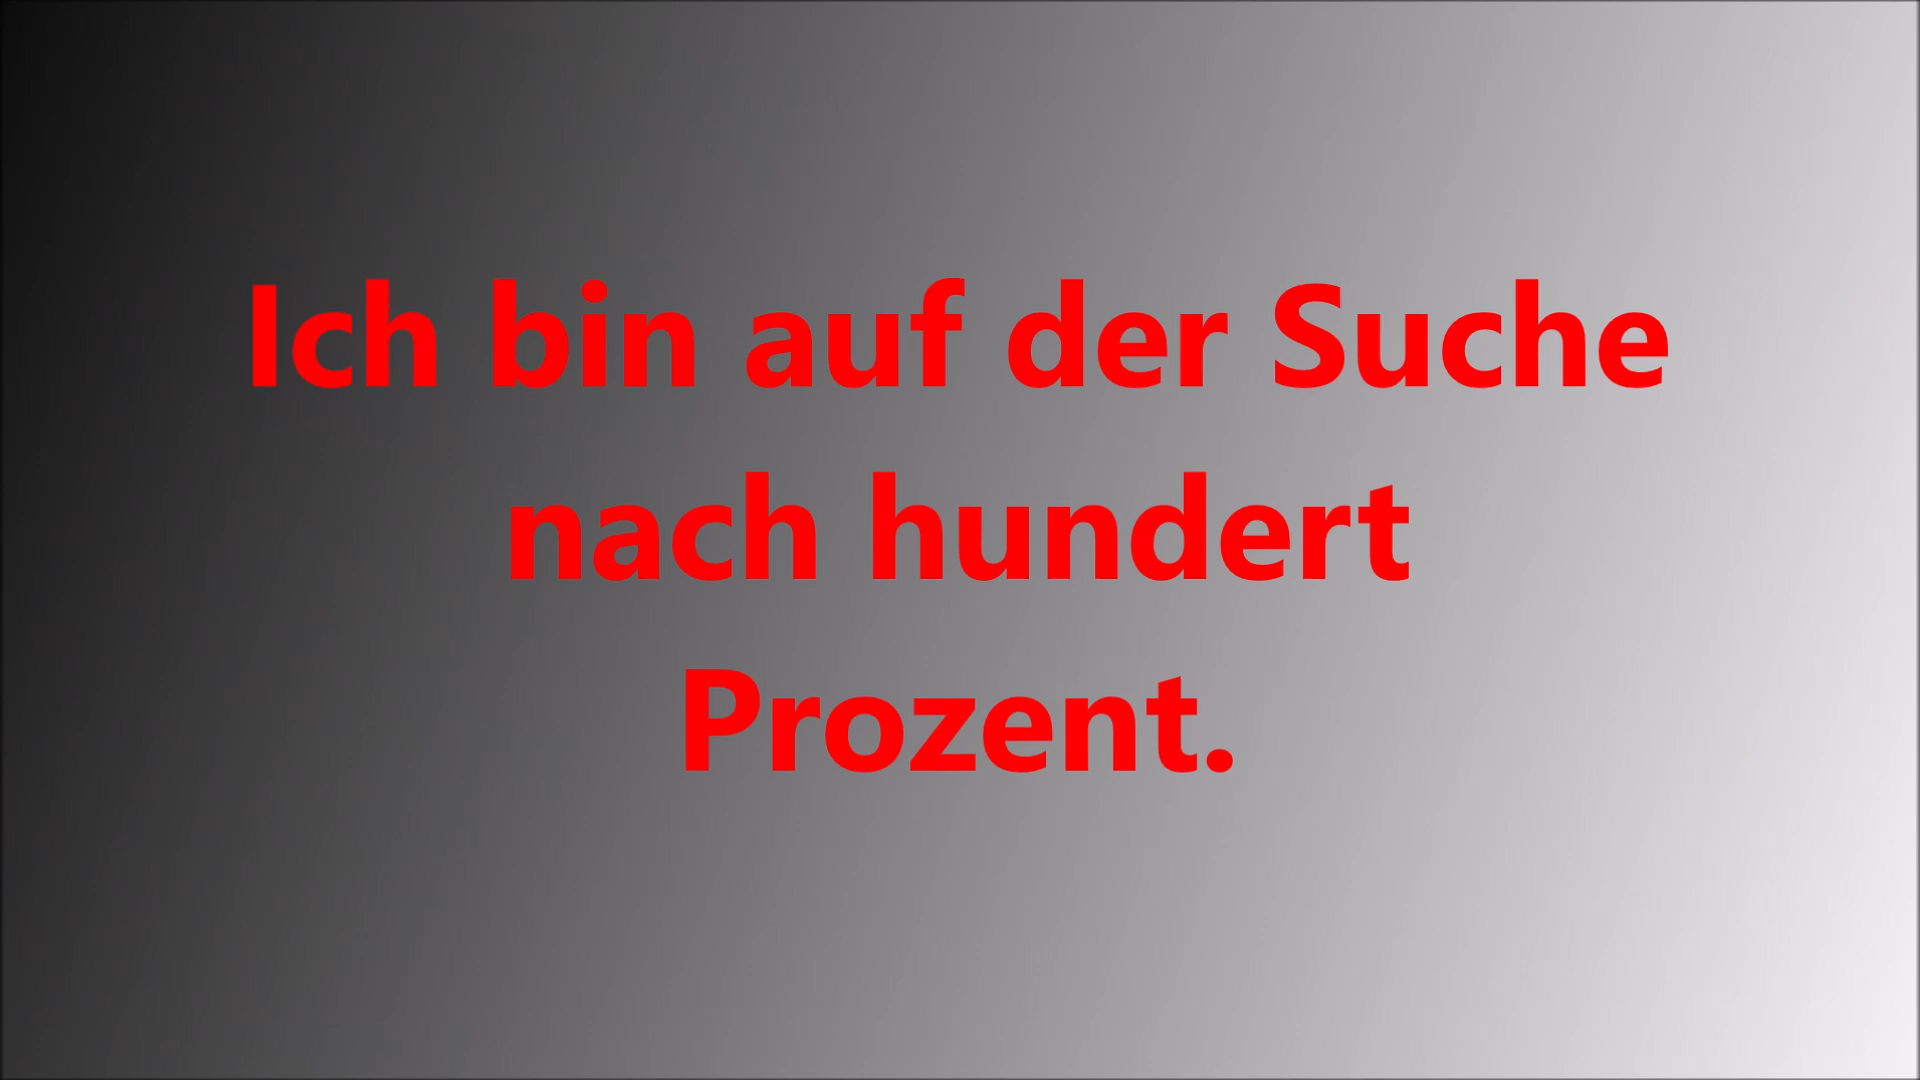 Ich bin auf der Suche
nach hundert
Prozent.